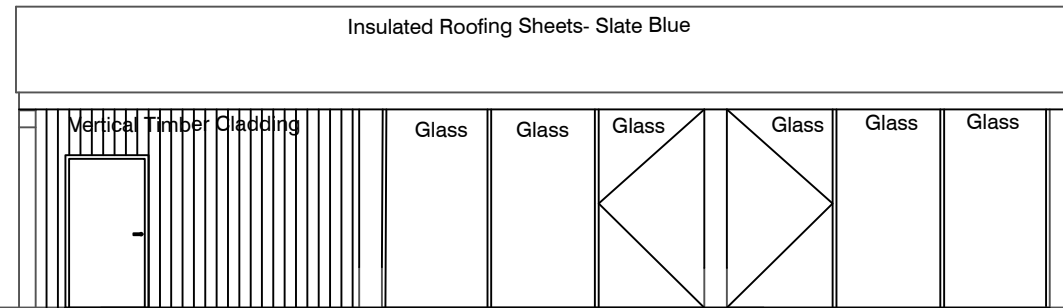 Insulated Roofing Sheets- Slate Blue
Vertical Timber Cladding
Glass
Glass
Glass
Glass
Glass
Glass